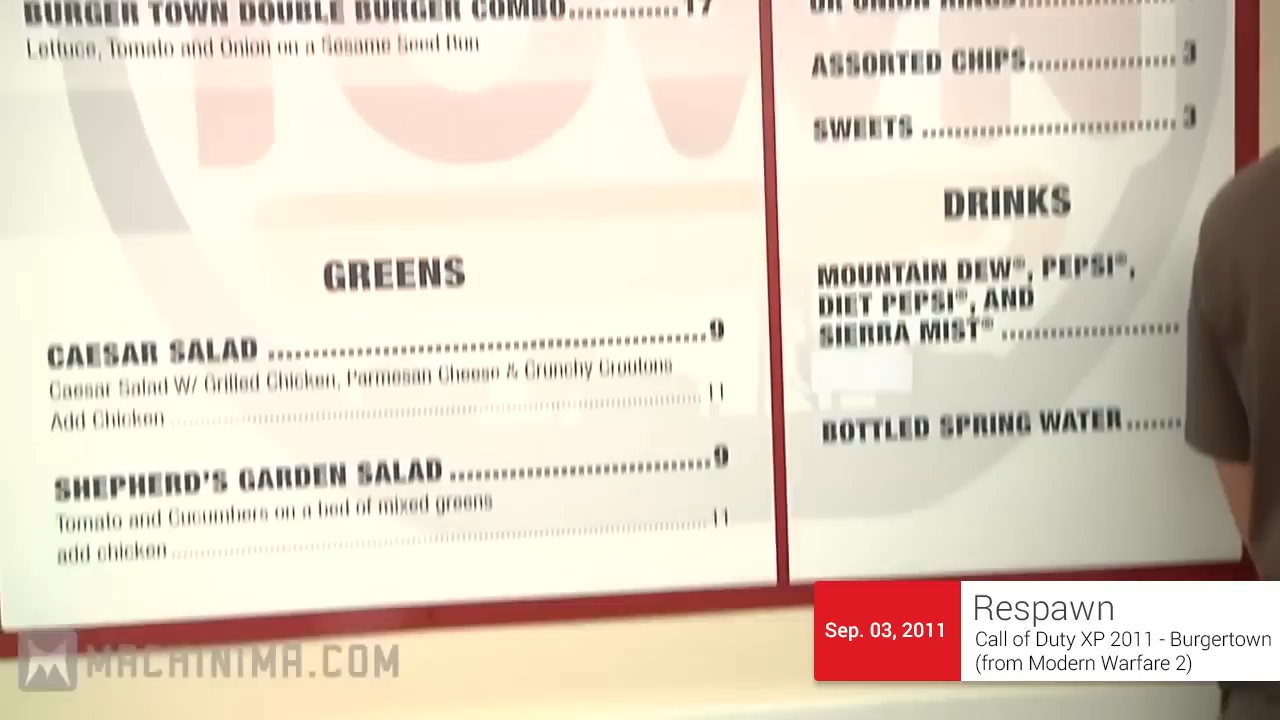 BURGER TOWN DOUBLE BURGER COMBO............17
Lettuce, Tomato and Onion on a Sesame Seed Bun
GREENS
CAESAR SALAD ....................................................9
Caesar Salad W/ Grilled Chicken, Parmesan Cheese & Crunchy Croutons
Add Chicken ....................................................11
SHEPHERD'S GARDEN SALAD ..............................9
Tomato and Cucumbers on a bed of mixed greens
add chicken ....................................................11
OR ONION RINGS
ASSORTED CHIPS..................3
SWEETS ..............................3
DRINKS
MOUNTAIN DEW®, PEPSI®,
DIET PEPSI®, AND
SIERRA MIST® ......................
BOTTLED SPRING WATER.......
TOWN
MACHINIMA.COM
Sep. 03, 2011
Respawn
Call of Duty XP 2011 - Burgertown
(from Modern Warfare 2)